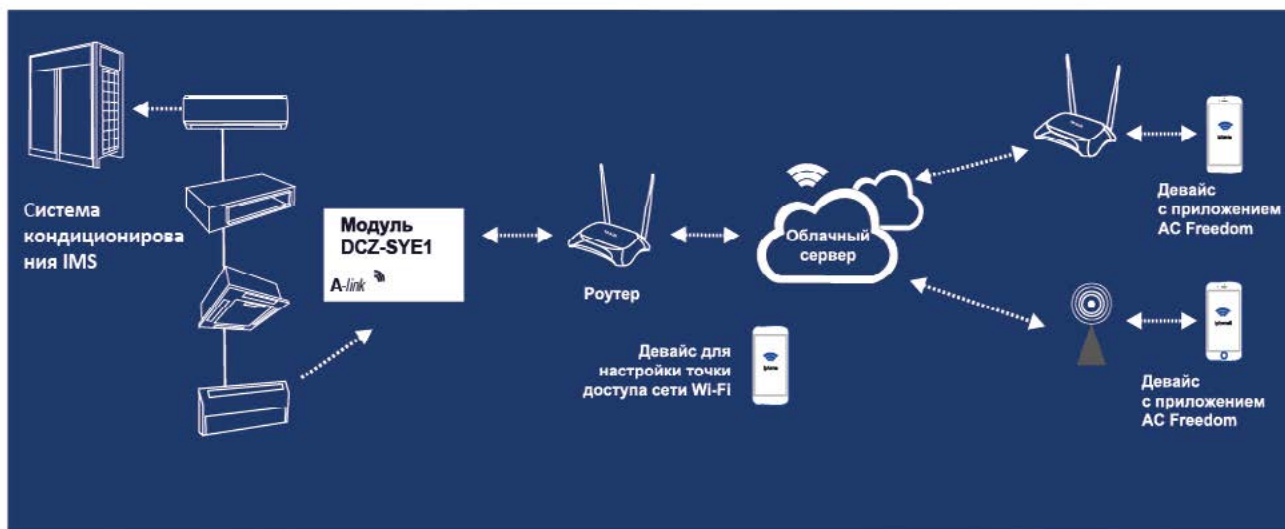 Система
кондиционирова
ния IMS
Модуль
DCZ-SYE1
A-link
Роутер
Облачный
сервер
Девайс для
настройки точки
доступа сети Wi-Fi
Девайс
с приложением
AC Freedom
Девайс
с приложением
AC Freedom